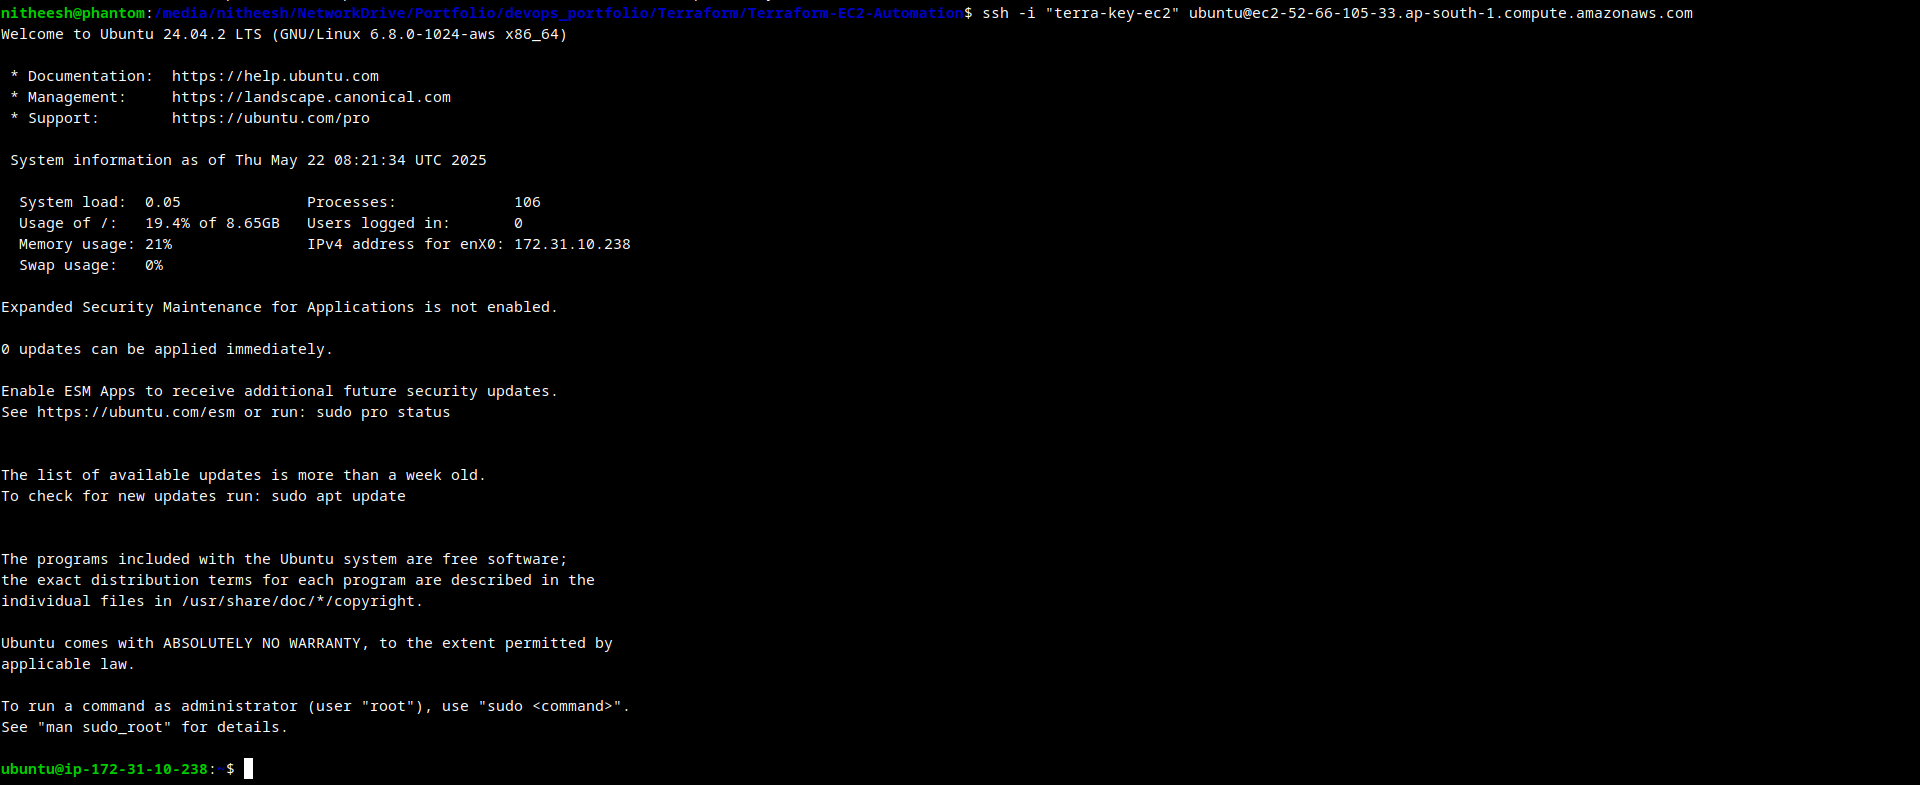 nitheesh@phantom:/media/nitheesh/NetworkDrive/Portfolio/devops_portfolio/Terraform/Terraform-EC2-Automation$ ssh -i "terra-key-ec2" ubuntu@ec2-52-66-105-33.ap-south-1.compute.amazonaws.com
Welcome to Ubuntu 24.04.2 LTS (GNU/Linux 6.8.0-1024-aws x86_64)
* Documentation:  https://help.ubuntu.com
* Management:     https://landscape.canonical.com
* Support:        https://ubuntu.com/pro
System information as of Thu May 22 08:21:34 UTC 2025
System load:  0.05              Processes:             106
Usage of /:   19.4% of 8.65GB   Users logged in:       0
Memory usage: 21%               IPv4 address for enX0: 172.31.10.238
Swap usage:   0%
Expanded Security Maintenance for Applications is not enabled.
0 updates can be applied immediately.
Enable ESM Apps to receive additional future security updates.
See https://ubuntu.com/esm or run: sudo pro status
The list of available updates is more than a week old.
To check for new updates run: sudo apt update
The programs included with the Ubuntu system are free software;
the exact distribution terms for each program are described in the
individual files in /usr/share/doc/*/copyright.
Ubuntu comes with ABSOLUTELY NO WARRANTY, to the extent permitted by
applicable law.
To run a command as administrator (user "root"), use "sudo <command>".
See "man sudo_root" for details.
ubuntu@ip-172-31-10-238:~$